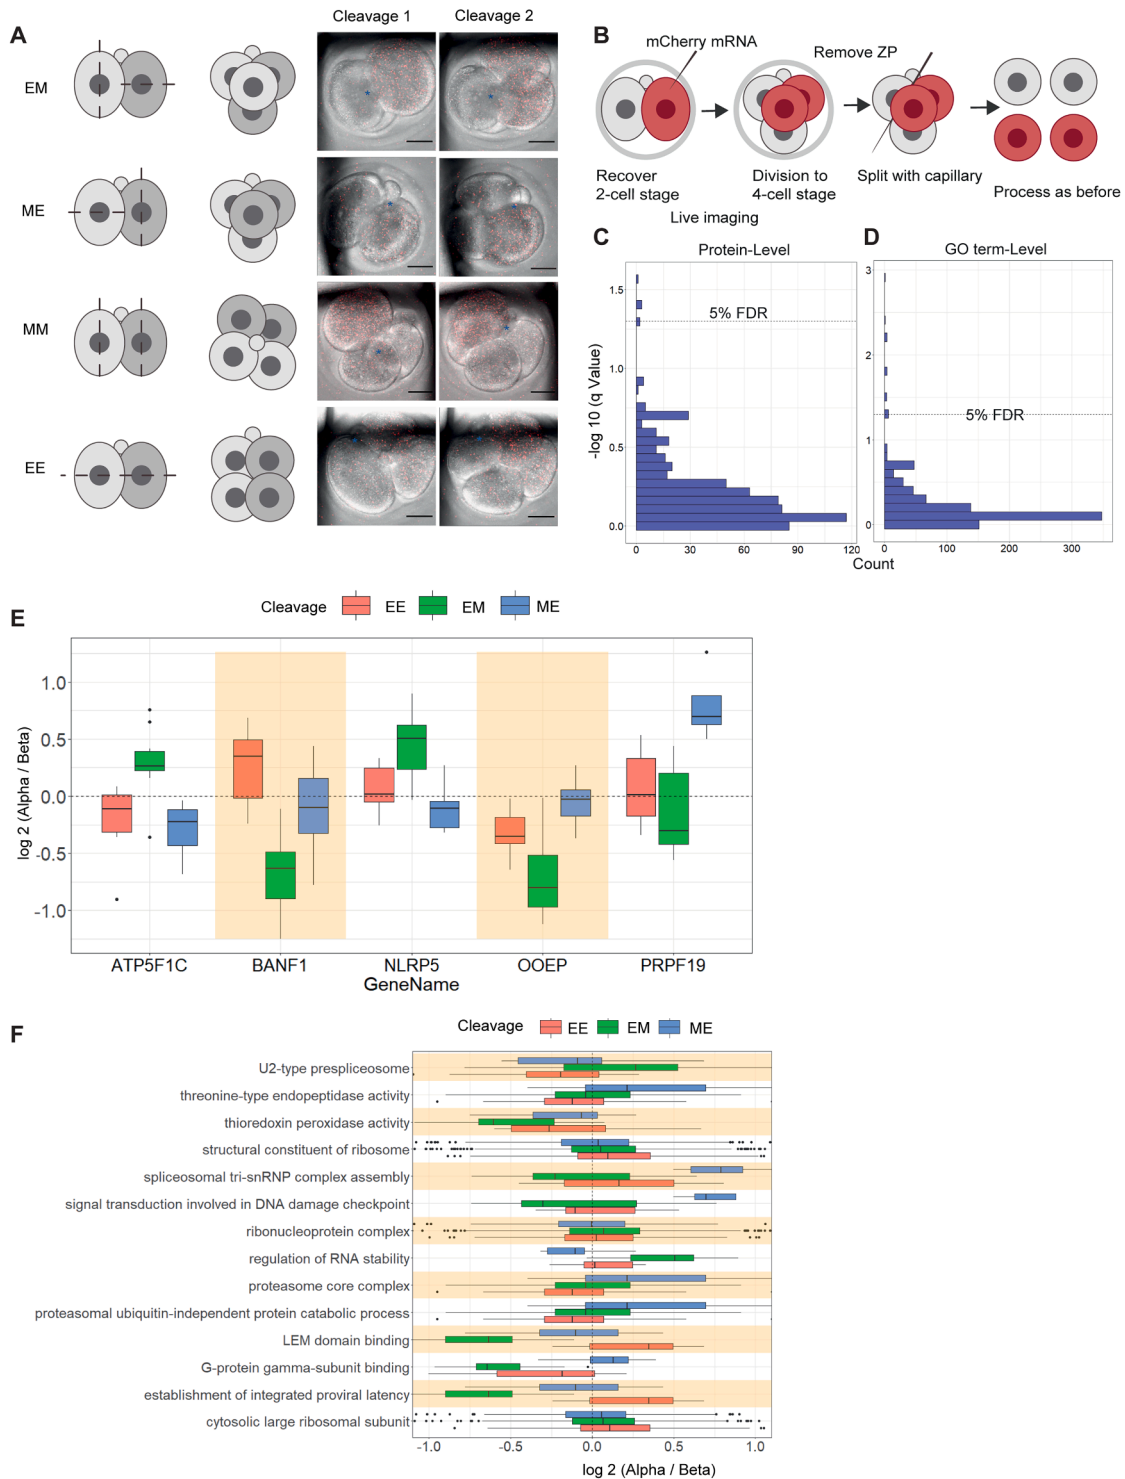 Cleavage 1
Cleavage 2
A
EM
ME
MM
EE
B
mCherry mRNA
Remove ZP
Recover
2-cell stage
Division to
4-cell stage
Split with capillary
Process as before
Live imaging
C
Protein-Level
-log 10 (q Value)
1.5
1.0
0.5
0.0
5% FDR
0
30
60
90
120
D
GO term-Level
3
2
1
0
5% FDR
0
100
200
300
Count
E
Cleavage
EE
EM
ME
log 2 (Alpha / Beta)
1.0
0.5
0.0
-0.5
-1.0
ATP5F1C
BANF1
NLRP5
OOEP
PRPF19
GeneName
F
Cleavage
EE
EM
ME
U2-type prespliceosome
threonine-type endopeptidase activity
thioredoxin peroxidase activity
structural constituent of ribosome
spliceosomal tri-snRNP complex assembly
signal transduction involved in DNA damage checkpoint
ribonucleoprotein complex
regulation of RNA stability
proteasome core complex
proteasomal ubiquitin-independent protein catabolic process
LEM domain binding
G-protein gamma-subunit binding
establishment of integrated proviral latency
cytosolic large ribosomal subunit
-1.0
-0.5
0.0
0.5
1.0
log 2 (Alpha / Beta)